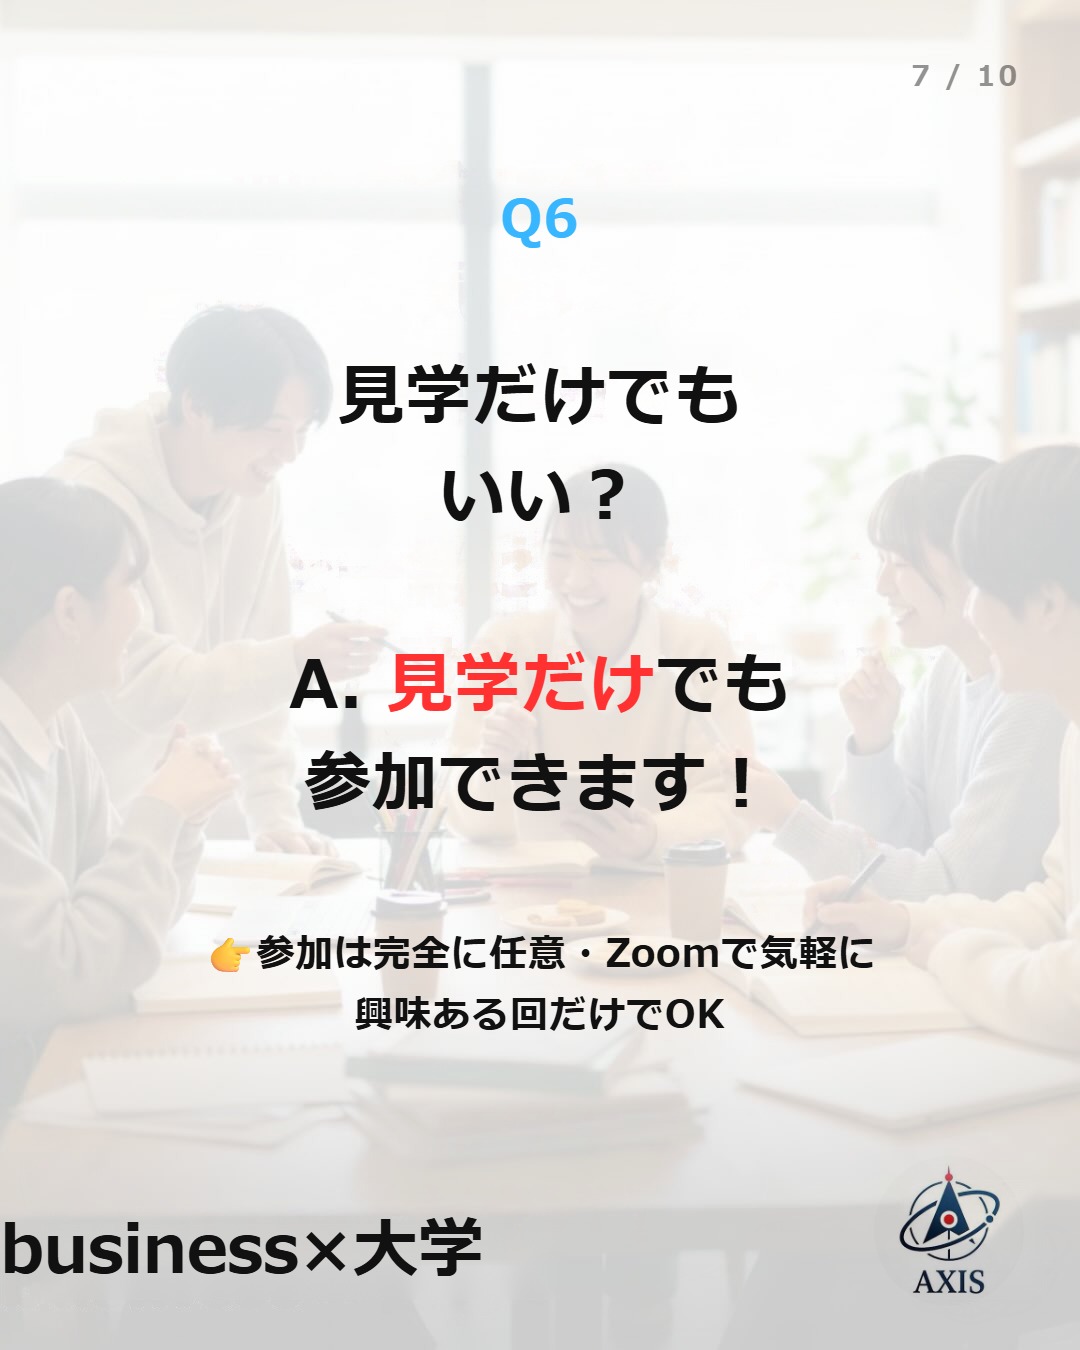 7 / 10
Q6
見学だけでも
いい？
A. 見学だけでも
参加できます！
👉参加は完全に任意・Zoomで気軽に
興味ある回だけでOK
business×大学
AXIS